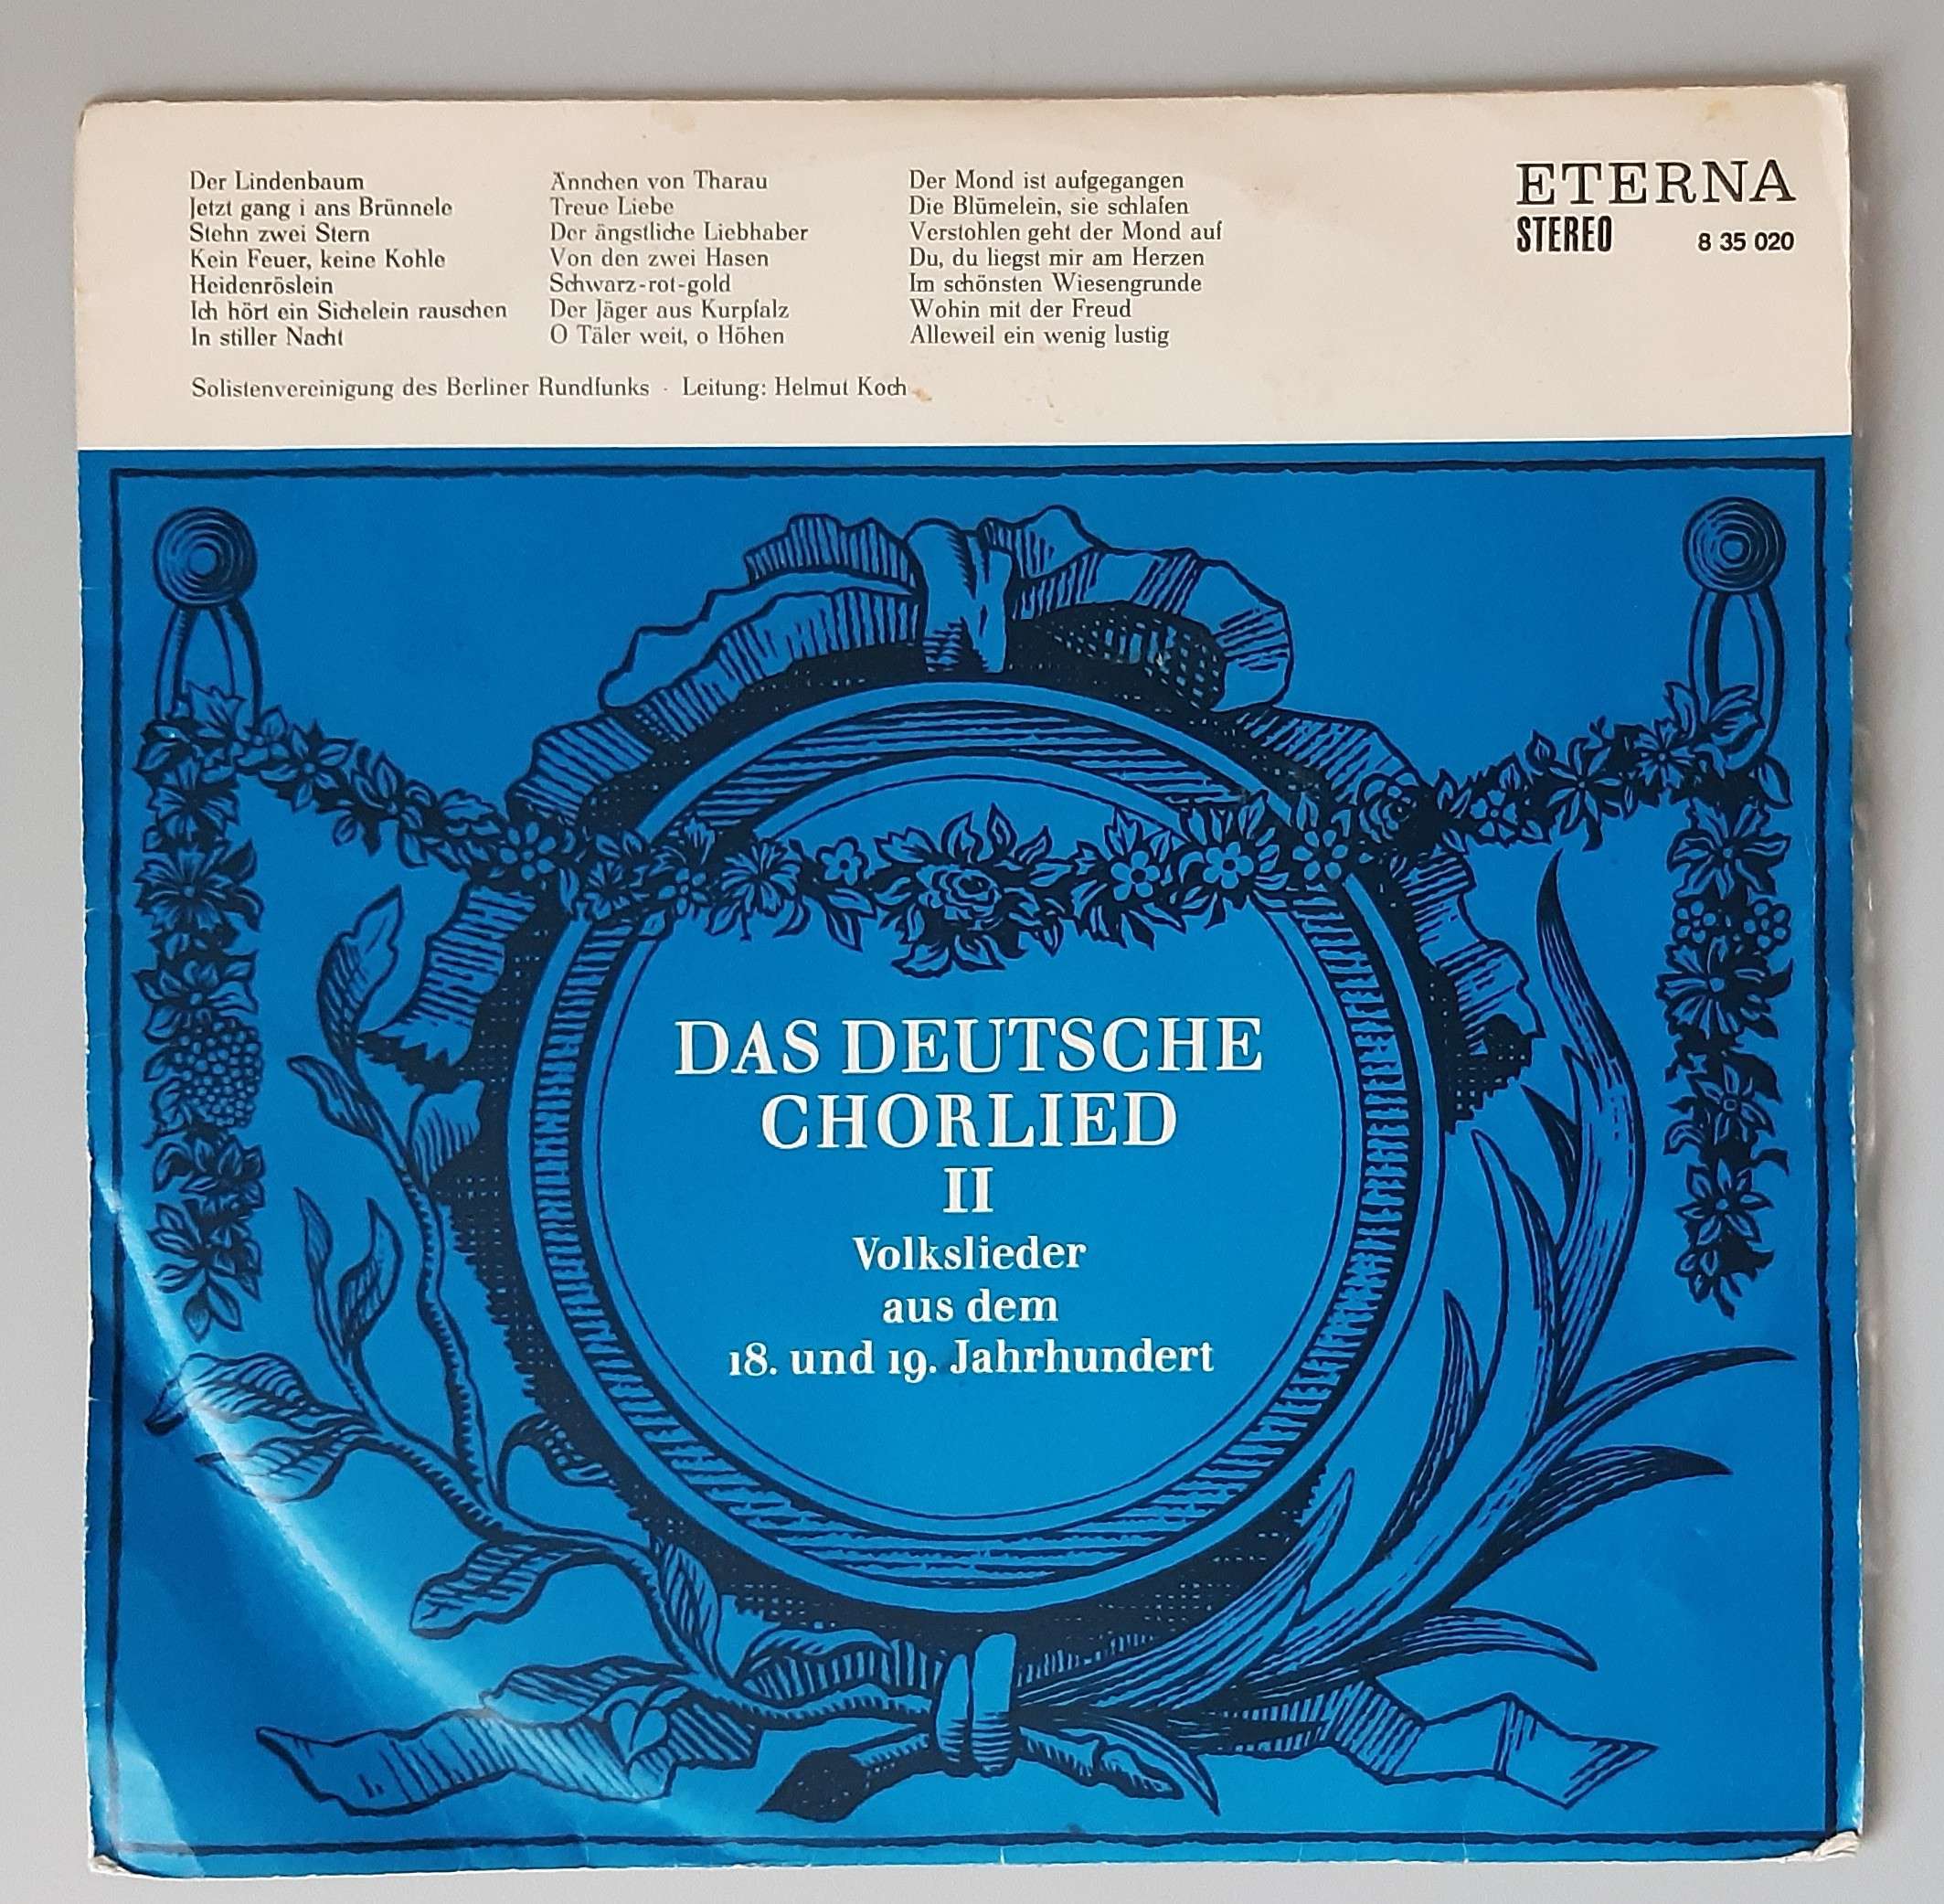 Der Lindenbaum
Jetzt gang i ans Brünnele
Stehn zwei Stern
Kein Feuer, keine Kohle
Heidenröslein
Ich hört ein Sichelein rauschen
In stiller Nacht
Ännchen von Tharau
Treue Liebe
Der ängstliche Liebhaber
Von den zwei Hasen
Schwarz-rot-gold
Der Jäger aus Kurpfalz
O Täler weit, o Höhen
Der Mond ist aufgegangen
Die Blümelein, sie schlafen
Verstohlen geht der Mond auf
Du, du liegst mir am Herzen
Im schönsten Wiesengrunde
Wohin mit der Freud
Alleweil ein wenig lustig
Solistenvereinigung des Berliner Rundfunks · Leitung: Helmut Koch
ETERNA
STEREO 8 35 020
DAS DEUTSCHE
CHORLIED
II
Volkslieder
aus dem
18. und 19. Jahrhundert